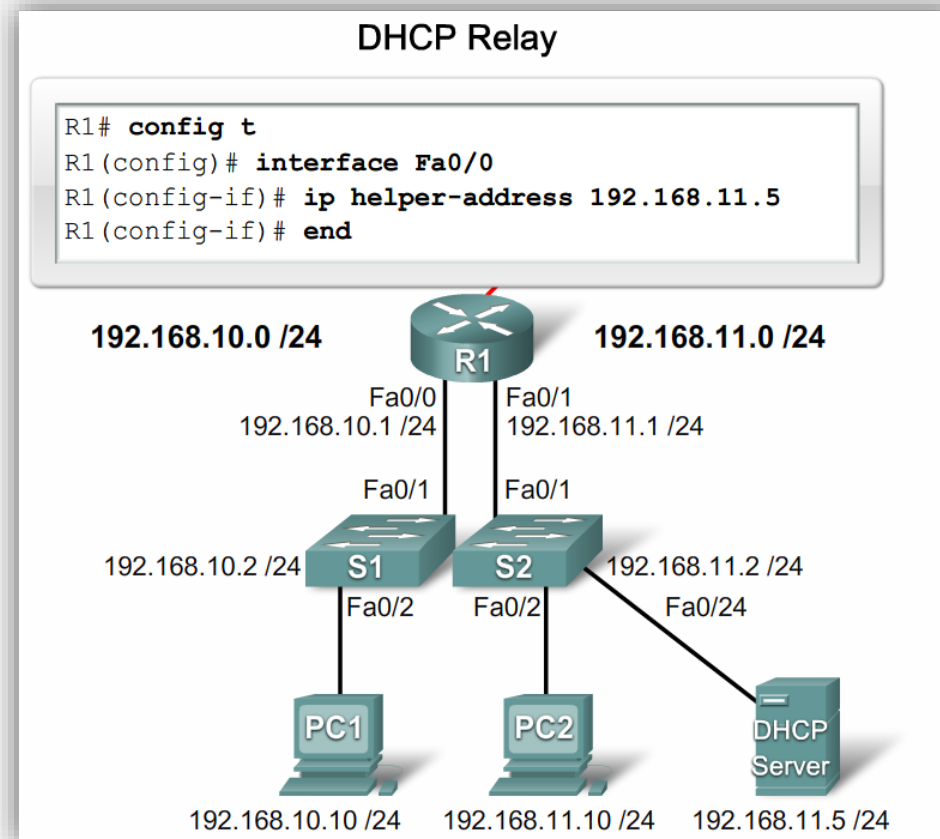 DHCP Relay
R1# config t
R1(config)# interface Fa0/0
R1(config-if)# ip helper-address 192.168.11.5
R1(config-if)# end
192.168.10.0 /24 192.168.11.0 /24
R1
Fa0/0 Fa0/1
192.168.10.1 /24 192.168.11.1 /24
Fa0/1 Fa0/1
192.168.10.2 /24 S1 S2 192.168.11.2 /24
Fa0/2 Fa0/2 Fa0/24
PC1 PC2 DHCP
Server
192.168.10.10 /24 192.168.11.10 /24 192.168.11.5 /24